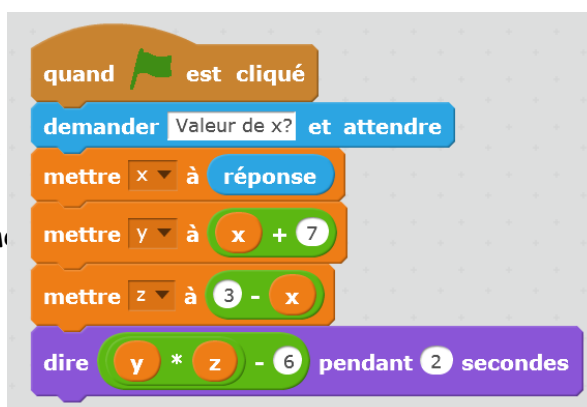 quand est cliqué
demander Valeur de x? et attendre
mettre x à réponse
mettre y à x + 7
mettre z à 3 - x
dire y * z - 6 pendant 2 secondes